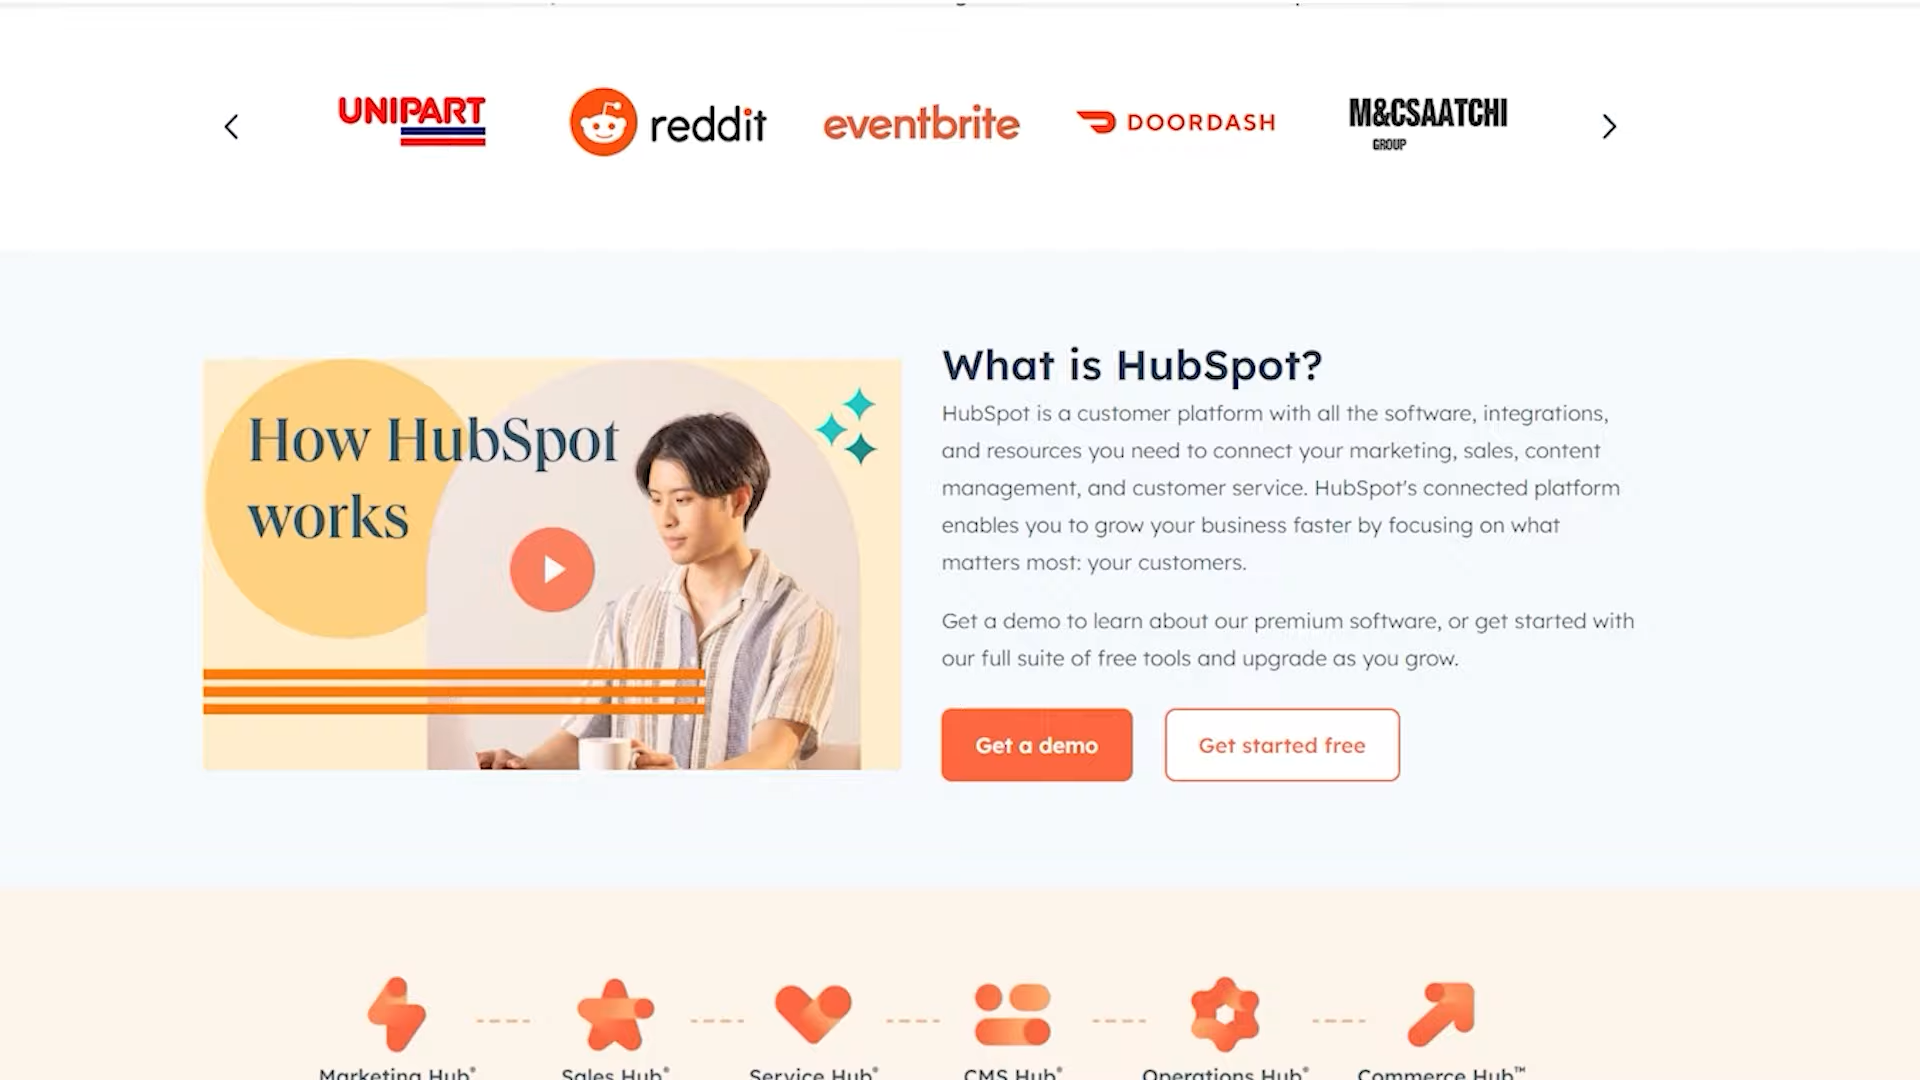 UNIPART
reddit
eventbrite
DOORDASH
M&CSAATCHI
GROUP
How HubSpot
works
What is HubSpot?
HubSpot is a customer platform with all the software, integrations,
and resources you need to connect your marketing, sales, content
management, and customer service. HubSpot's connected platform
enables you to grow your business faster by focusing on what
matters most: your customers.
Get a demo to learn about our premium software, or get started with
our full suite of free tools and upgrade as you grow.
Get a demo
Get started free
Marketing Hub®
Sales Hub®
Service Hub®
CMS Hub®
Operations Hub®
Commerce Hub™